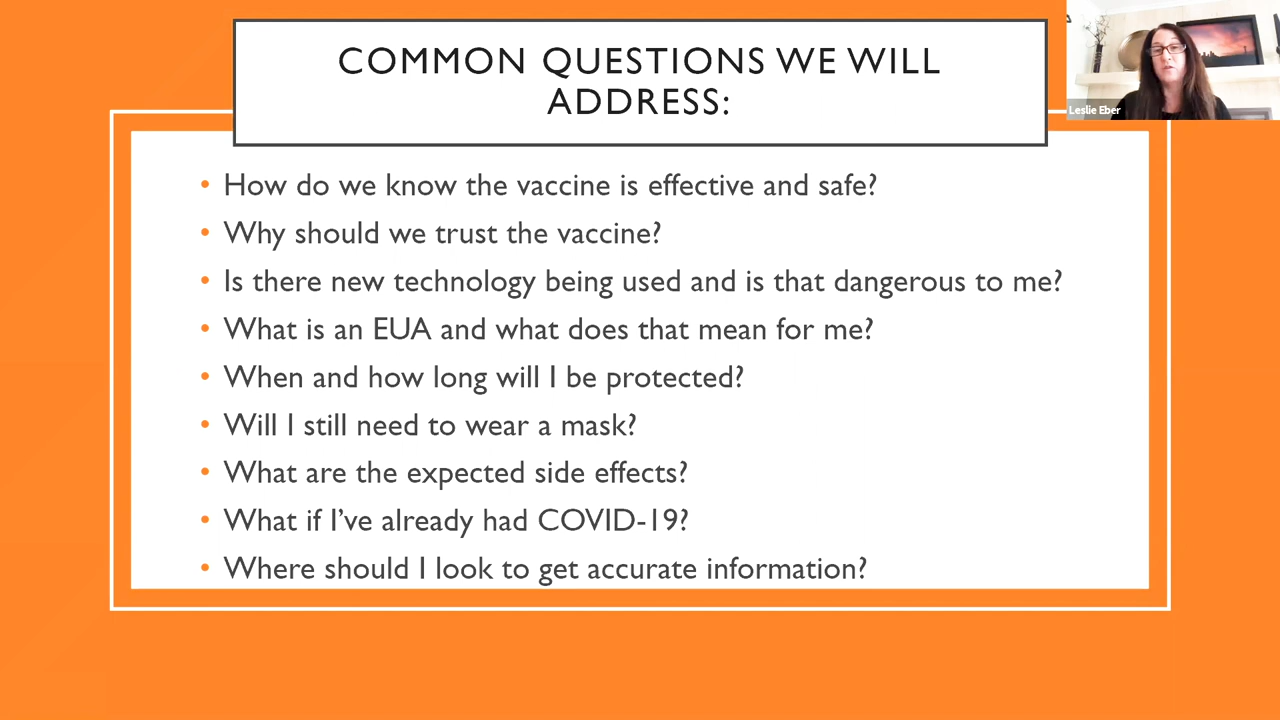 COMMON QUESTIONS WE WILL
ADDRESS:
Leslie Eber
• How do we know the vaccine is effective and safe?
• Why should we trust the vaccine?
• Is there new technology being used and is that dangerous to me?
• What is an EUA and what does that mean for me?
• When and how long will I be protected?
• Will I still need to wear a mask?
• What are the expected side effects?
• What if I’ve already had COVID-19?
• Where should I look to get accurate information?